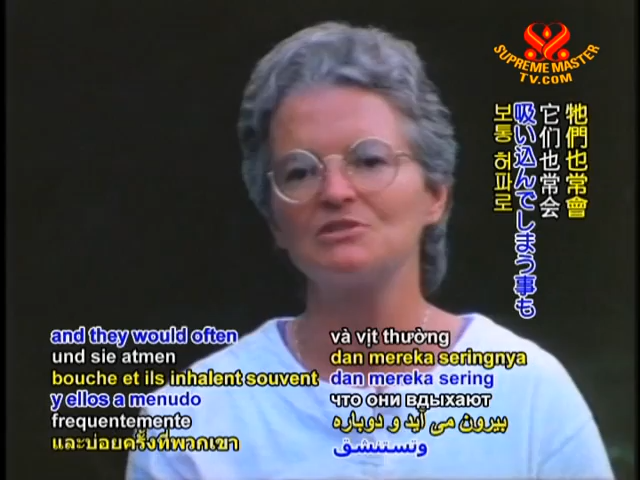 SUPREME MASTER
TV.COM
牠們也常會
它们也常会
吸い込んでしまう事も
보통 허파로
and they would often
und sie atmen
bouche et ils inhalent souvent
y ellos a menudo
frequentemente
และบ่อยครั้งที่พวกเขา
và vịt thường
dan mereka seringnya
dan mereka sering
что они вдыхают
بیرون می آید و دوباره
وتستنشق